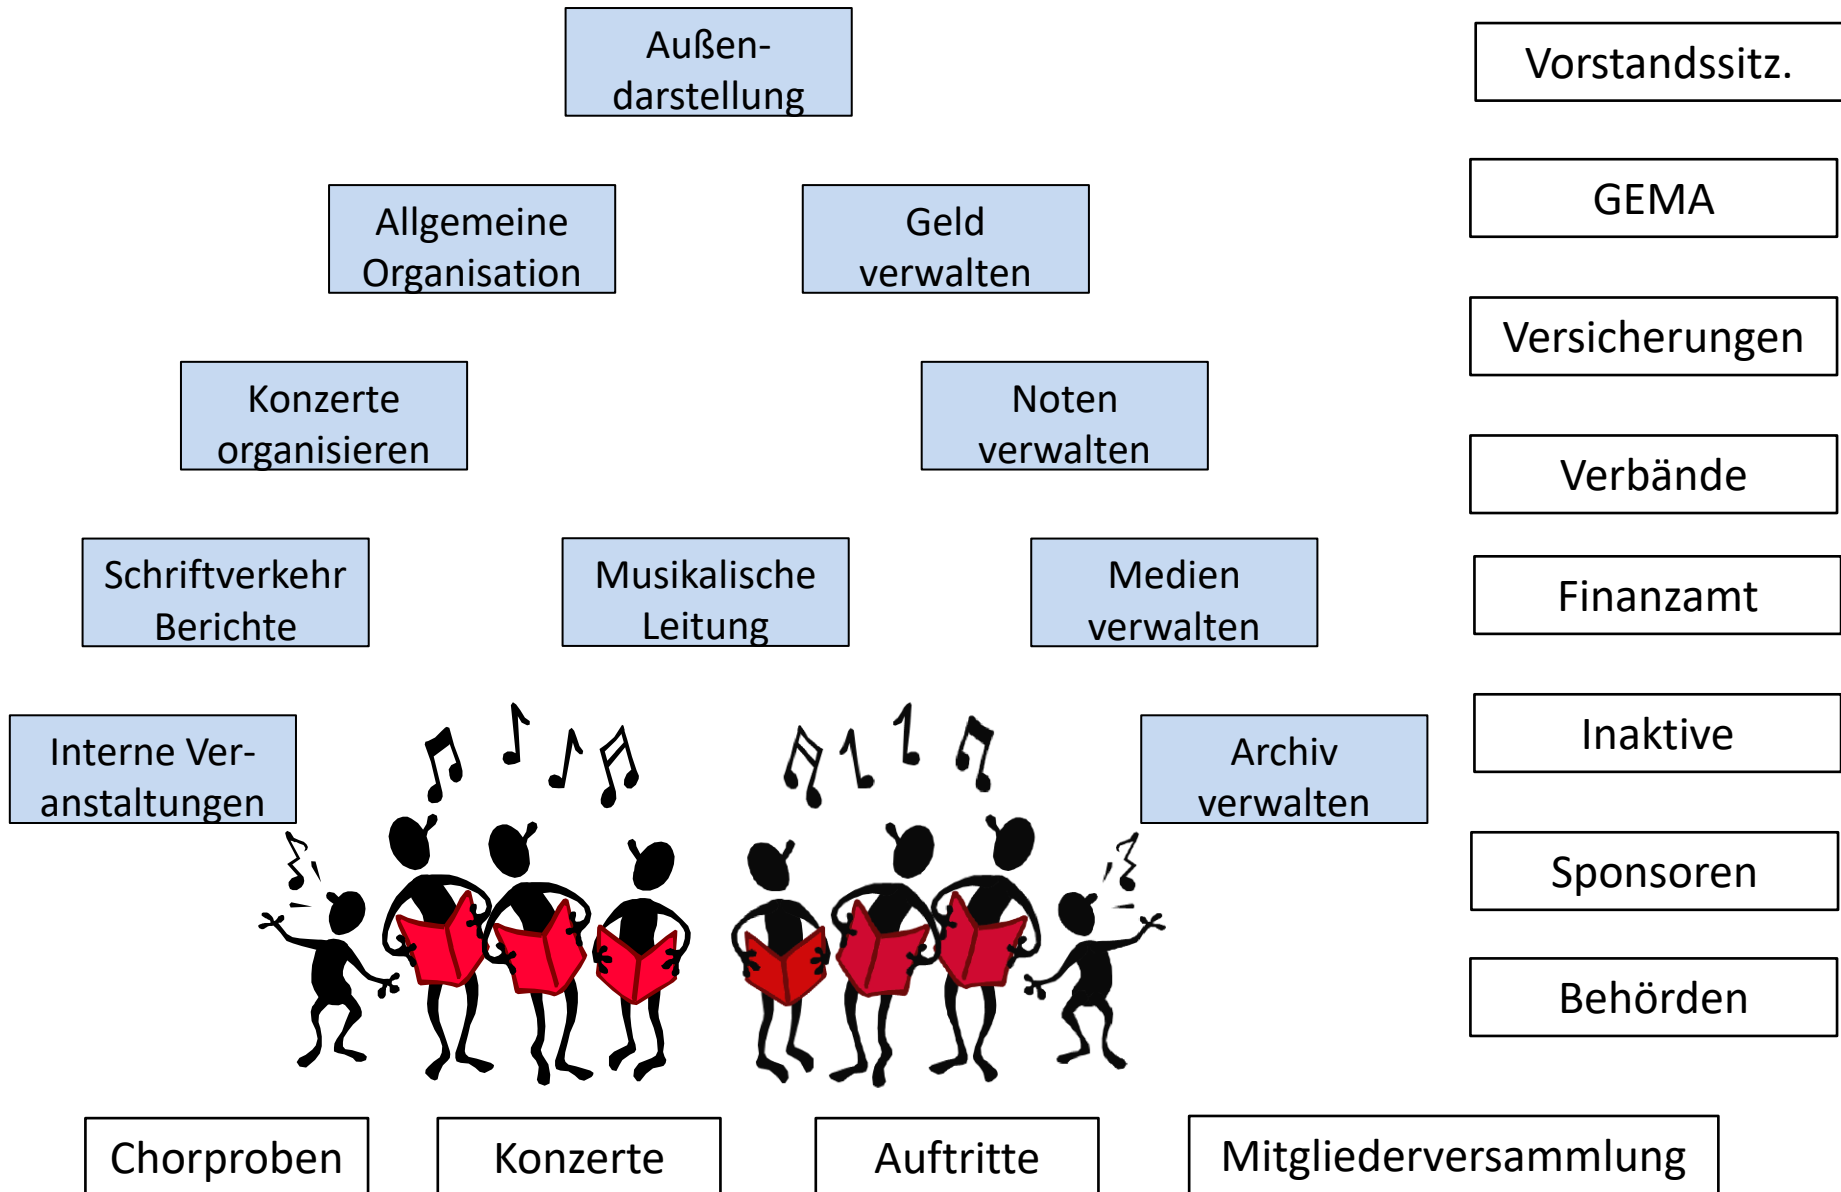 Außen-
darstellung
Vorstandssitz.
Allgemeine
Organisation
Geld
verwalten
GEMA
Versicherungen
Konzerte
organisieren
Noten
verwalten
Verbände
Schriftverkehr
Berichte
Musikalische
Leitung
Medien
verwalten
Finanzamt
Interne Ver-
anstaltungen
Archiv
verwalten
Inaktive
Sponsoren
Behörden
Chorproben
Konzerte
Auftritte
Mitgliederversammlung